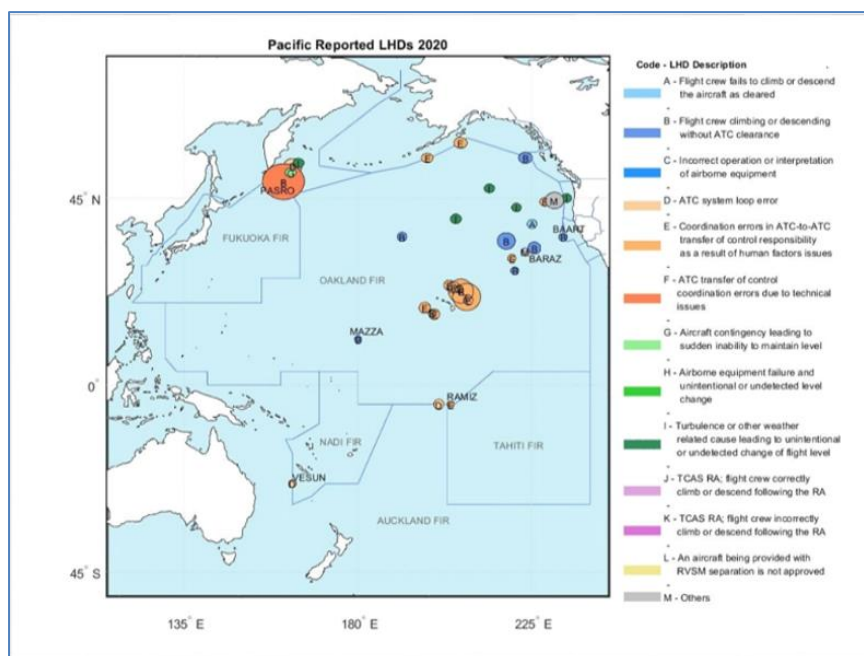 Pacific Reported LHDs 2020
45° N
0°
45° S
135° E
180° E
225° E
PASRO
FUKUOKA FIR
OAKLAND FIR
BAART
BARAZ
MAZZA
RAMIZ
NADI FIR
TAHITI FIR
VESUN
AUCKLAND FIR
E
E
B
M
A
B
B
B
B
E
Code - LHD Description
A - Flight crew fails to climb or descend
the aircraft as cleared
B - Flight crew climbing or descending
without ATC clearance
C - Incorrect operation or interpretation
of airborne equipment
D - ATC system loop error
E - Coordination errors in ATC-to-ATC
transfer of control responsibility
as a result of human factors issues
F - ATC transfer of control
coordination errors due to technical
issues
G - Aircraft contingency leading to
sudden inability to maintain level
H - Airborne equipment failure and
unintentional or undetected level
change
I - Turbulence or other weather
related cause leading to unintentional
or undetected change of flight level
J - TCAS RA; flight crew correctly
climb or descend following the RA
K - TCAS RA; flight crew incorrectly
climb or descend following the RA
L - An aircraft being provided with
RVSM separation is not approved
M - Others